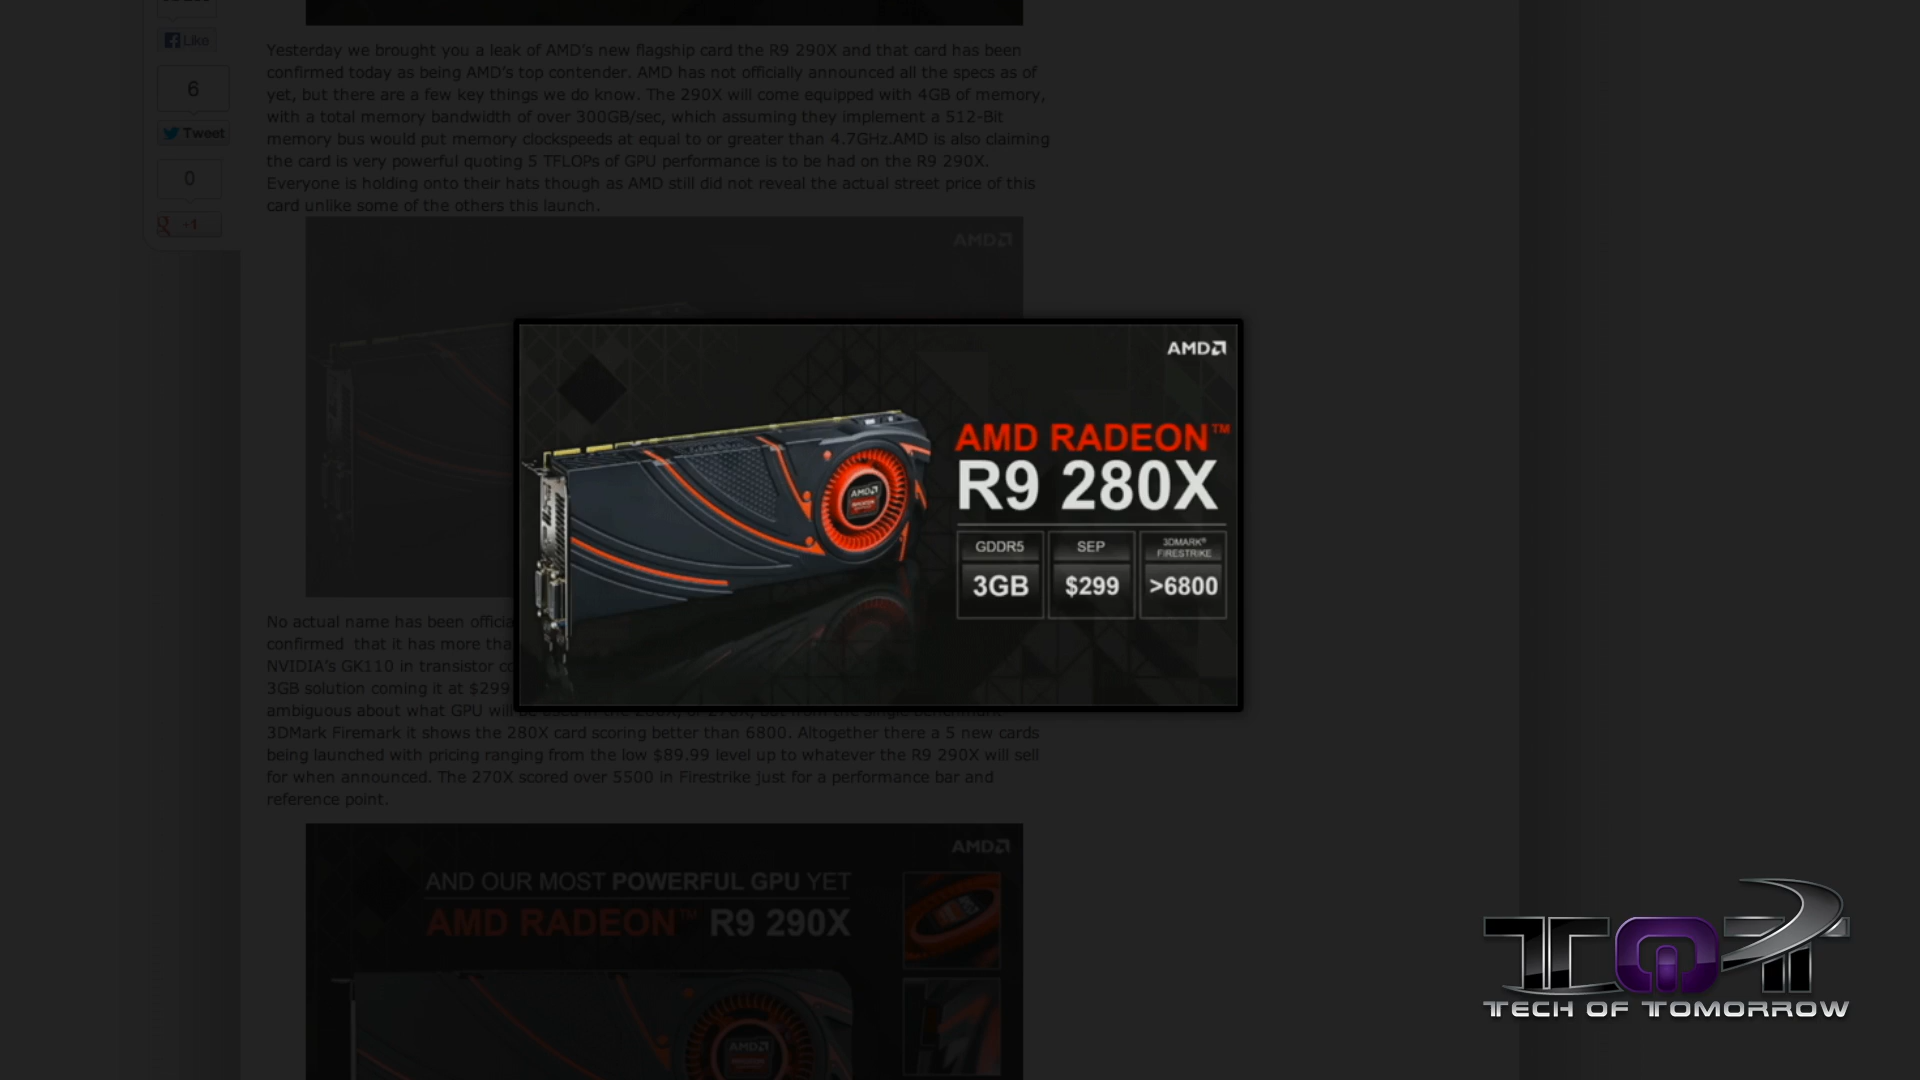 Like
6
Tweet
0
+1
Yesterday we brought you a leak of AMD's new flagship card the R9 290X and that card has been
confirmed today as being AMD's top contender. AMD has not officially announced all the specs as of
yet, but there are a few key things we do know. The 290X will come equipped with 4GB of memory,
with a total memory bandwidth of over 300GB/sec, which assuming they implement a 512-Bit
memory bus would put memory clockspeeds at equal to or greater than 4.7GHz.AMD is also claiming
the card is very powerful quoting 5 TFLOPs of GPU performance is to be had on the R9 290X.
Everyone is holding onto their hats though as AMD still did not reveal the actual street price of this
card unlike some of the others this launch.
AMD
AMD
AMD RADEON™
R9 280X
GDDR5 SEP 3DMARK® FIRESTRIKE
3GB $299 >6800
AMD
No actual name has been
confirmed that it has more
NVIDIA's GK110 in transistor
3GB solution coming it at $299
ambiguous about what GPU will
3DMark Firemark it shows the 280X card scoring better than 6800. Altogether there a 5 new cards
being launched with pricing ranging from the low $89.99 level up to whatever the R9 290X will sell
for when announced. The 270X scored over 5500 in Firestrike just for a performance bar and
reference point.
AMD
AND OUR MOST POWERFUL GPU YET
AMD RADEON™ R9 290X
AMD
TOT
TECH OF TOMORROW